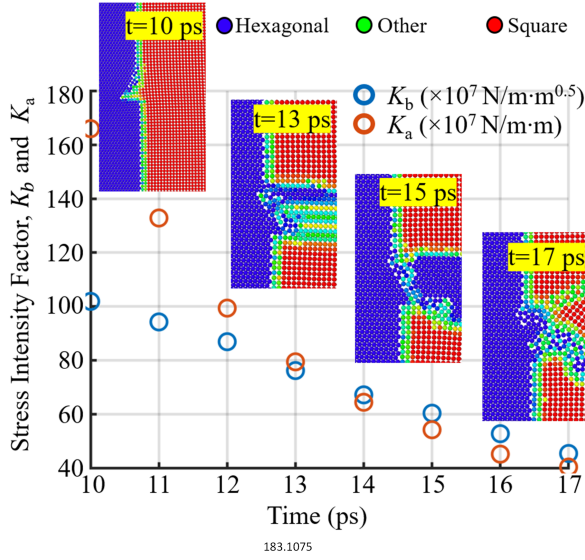 Hexagonal Other Square
t=10 ps
t=13 ps
t=15 ps
t=17 ps
K_b (×10^7 N/m·m^0.5)
K_a (×10^7 N/m·m)
Stress Intensity Factor, K_b and K_a
180
160
140
120
100
80
60
40
10 11 12 13 14 15 16 17
Time (ps)
183.1075